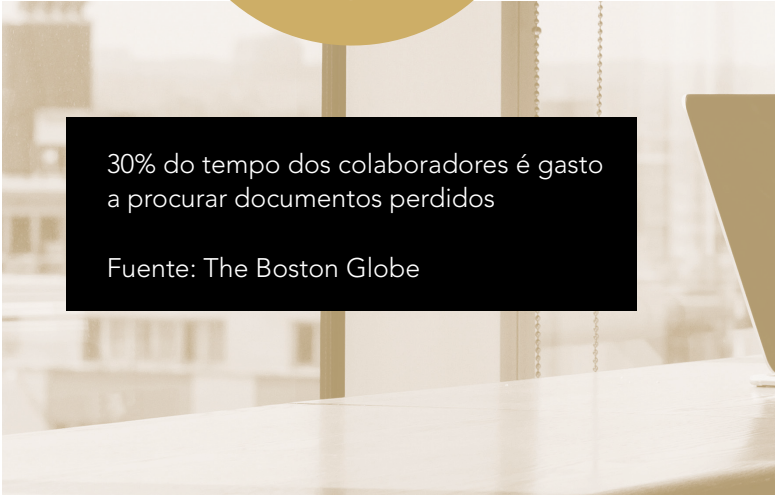 30% do tempo dos colaboradores é gasto
a procurar documentos perdidos
Fuente: The Boston Globe